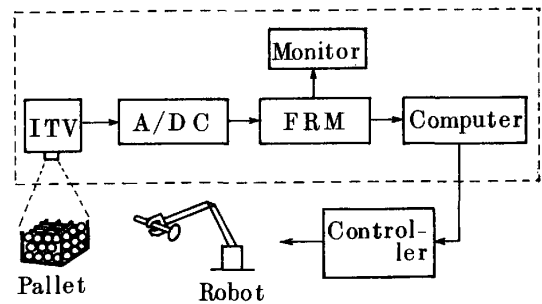 Monitor
ITV
A/DC
FRM
Computer
Control-
ler
Pallet
Robot